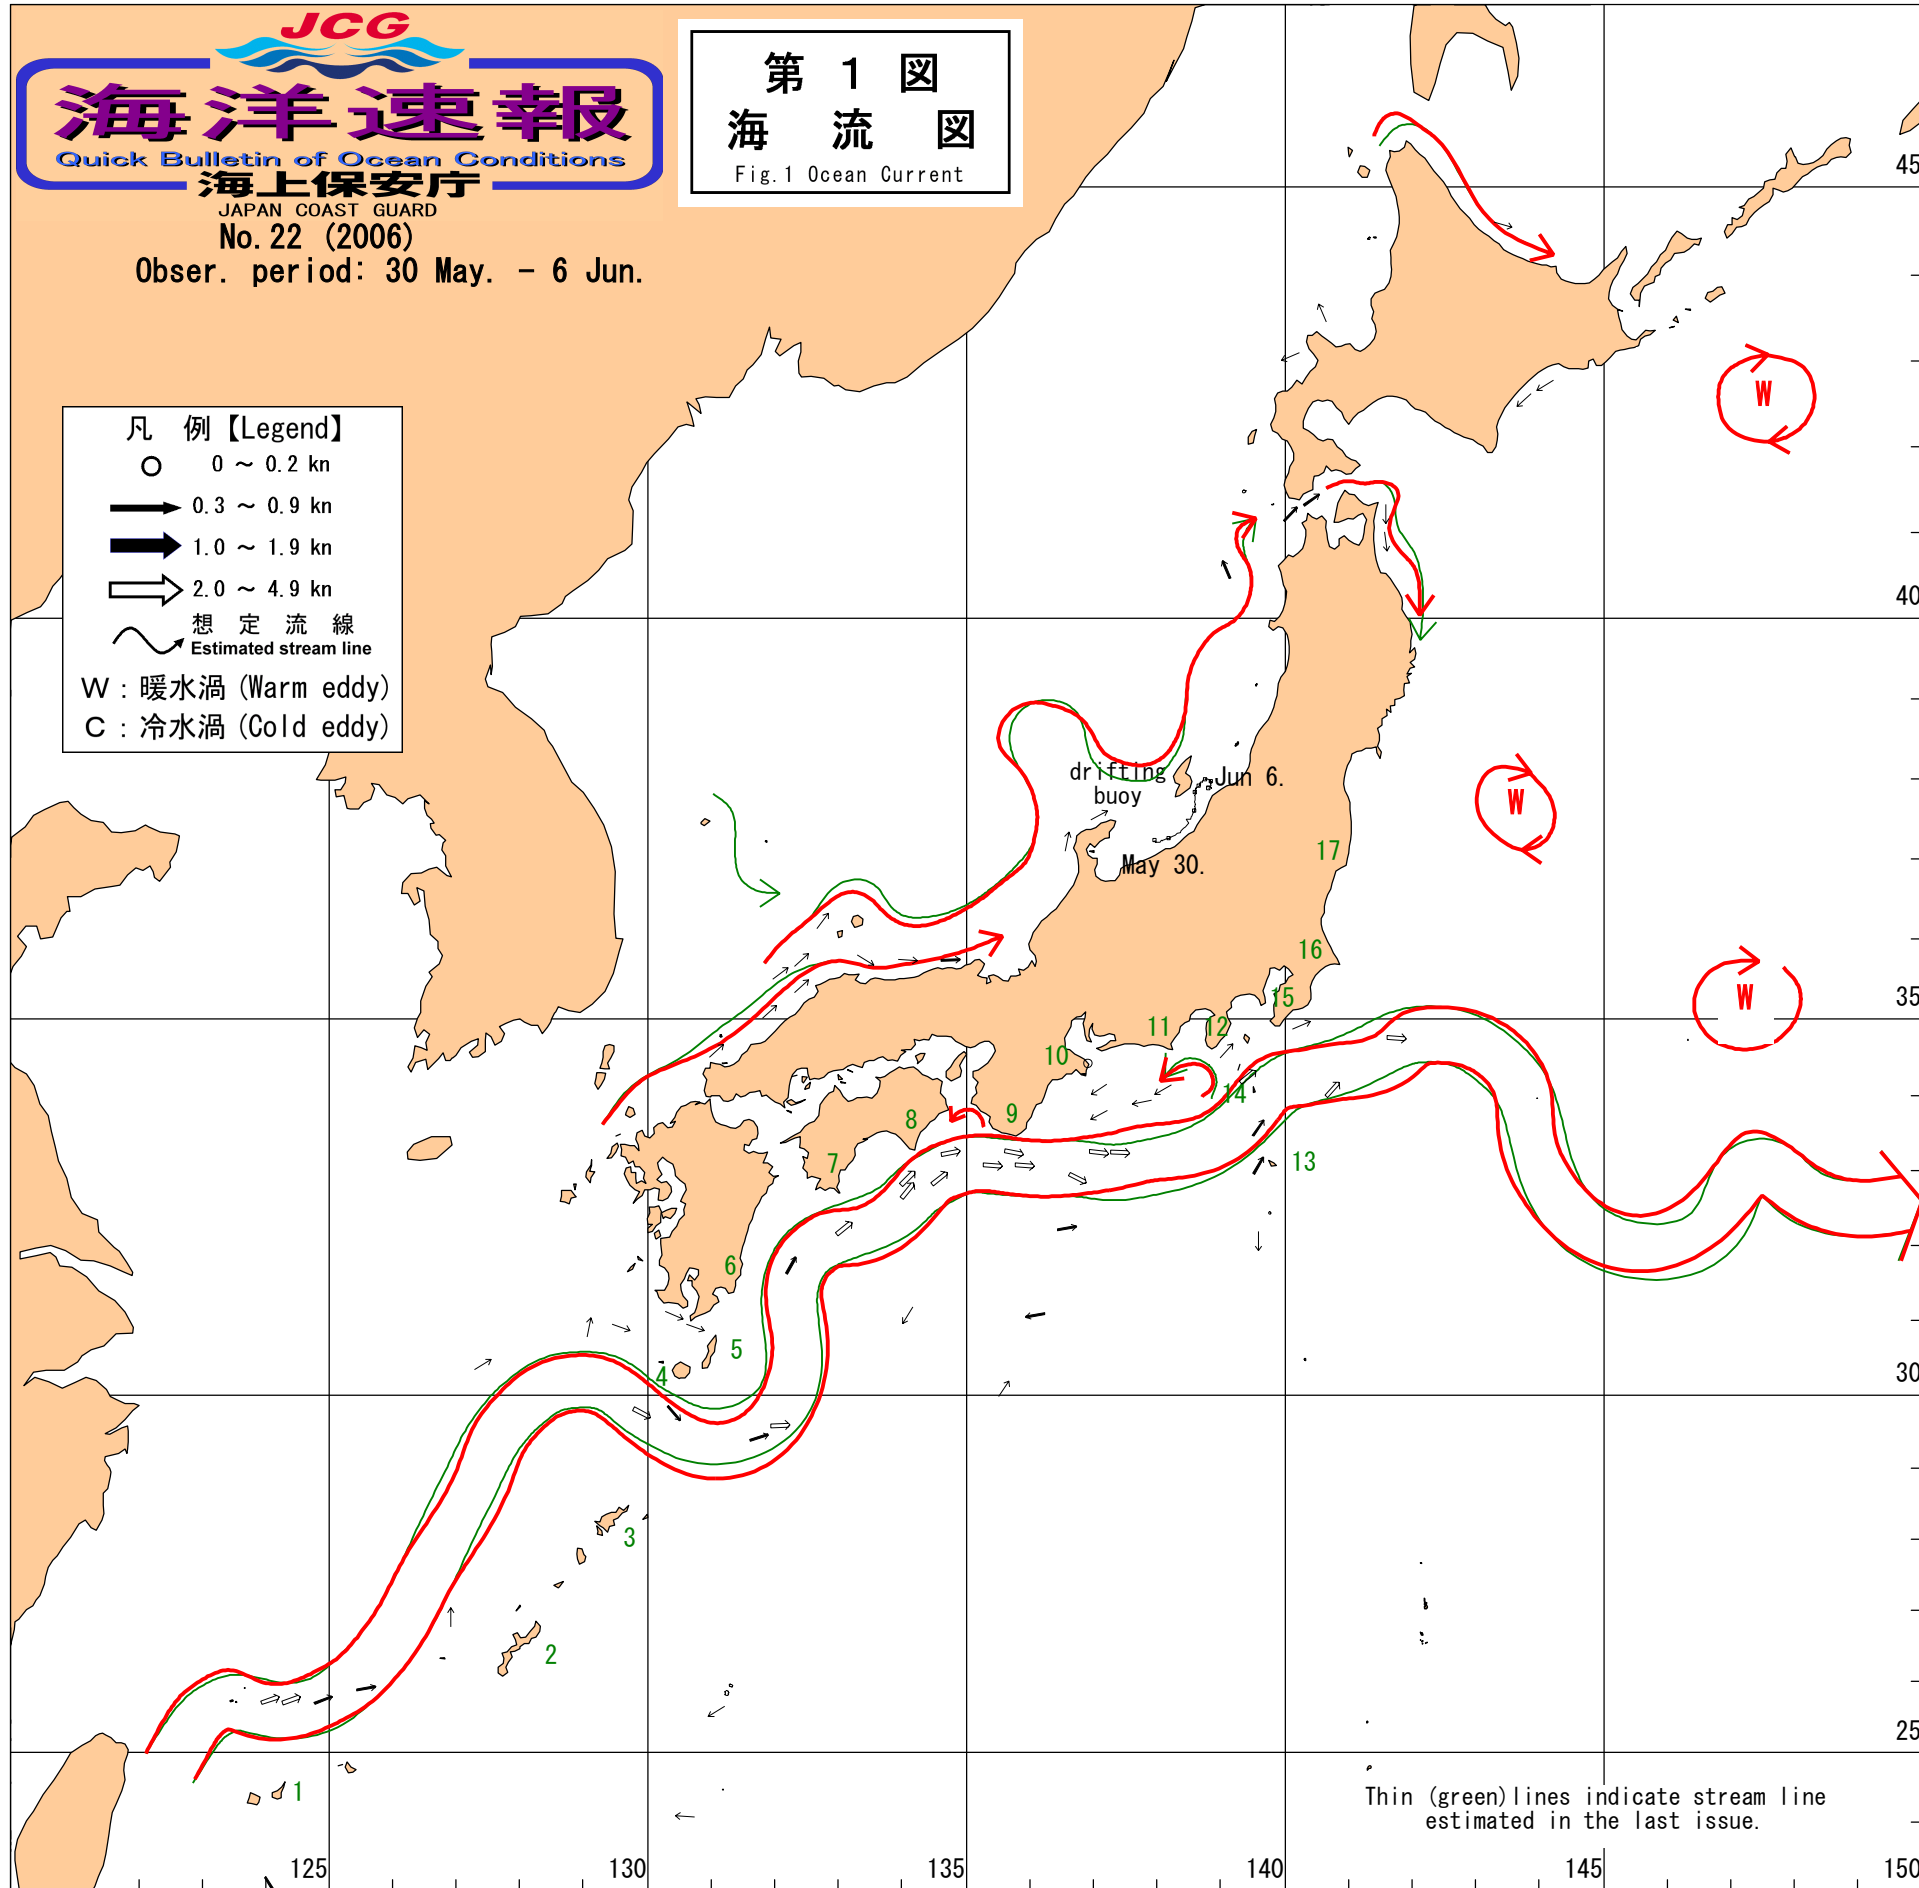 JCG
海洋速報
Quick Bulletin of Ocean Conditions
海上保安庁
JAPAN COAST GUARD
No.22 (2006)
Obser. period: 30 May. - 6 Jun.
第 1 図
海 流 図
Fig.1 Ocean Current
凡 例【Legend】
0 ～ 0.2 kn
0.3 ～ 0.9 kn
1.0 ～ 1.9 kn
2.0 ～ 4.9 kn
想 定 流 線
Estimated stream line
W : 暖水渦 (Warm eddy)
C : 冷水渦 (Cold eddy)
45
W
40
drifting
buoy
Jun 6.
May 30.
W
17
16
15
35
W
11
12
10
14
9
8
7
13
6
5
4
30
3
2
25
1
Thin (green)lines indicate stream line
estimated in the last issue.
125
130
135
140
145
150